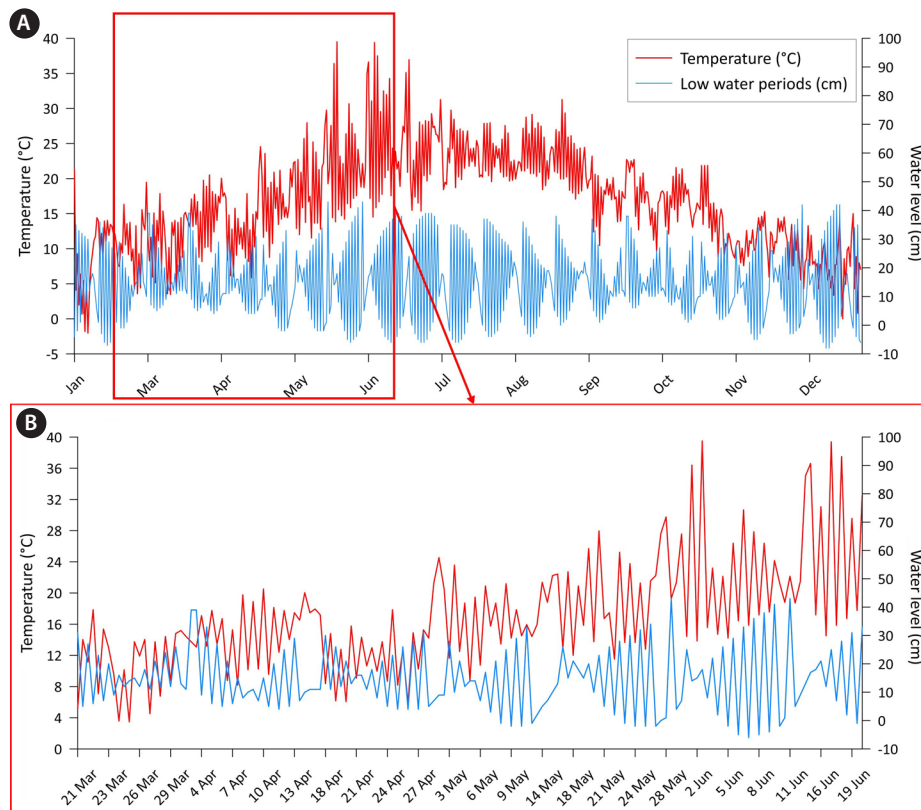 A
40
35
30
25
20
15
10
5
0
-5
Temperature (°C)
100
90
80
70
60
50
40
30
20
10
0
-10
Water level (cm)
Temperature (°C)
Low water periods (cm)
Jan
Mar
Apr
May
Jun
Jul
Aug
Sep
Oct
Nov
Dec
B
40
36
32
28
24
20
16
12
8
4
0
Temperature (°C)
100
90
80
70
60
50
40
30
20
10
0
-10
Water level (cm)
21 Mar
23 Mar
26 Mar
29 Mar
4 Apr
7 Apr
10 Apr
13 Apr
18 Apr
21 Apr
24 Apr
27 Apr
3 May
6 May
9 May
14 May
18 May
21 May
24 May
28 May
2 Jun
5 Jun
8 Jun
11 Jun
16 Jun
19 Jun